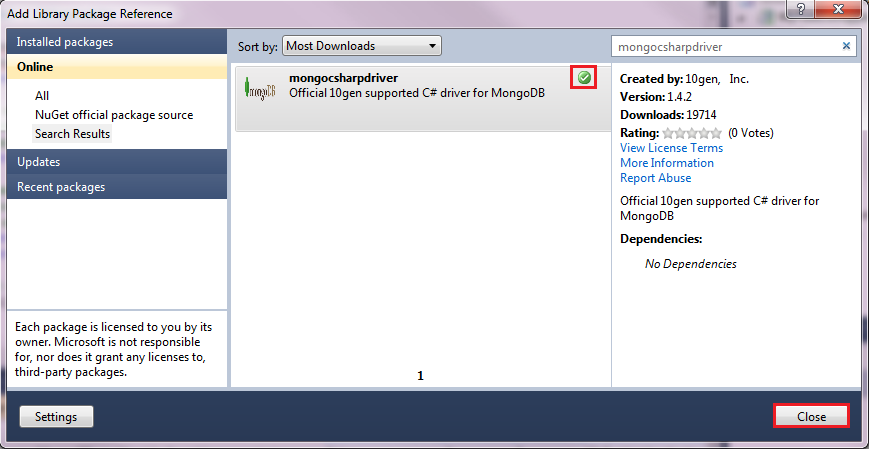 Add Library Package Reference
Installed packages
Online
All
NuGet official package source
Search Results
Updates
Recent packages
Each package is licensed to you by its
owner. Microsoft is not responsible
for, nor does it grant any licenses to,
third-party packages.
Sort by: Most Downloads
mongoDB
mongocsharpdriver
Official 10gen supported C# driver for MongoDB
1
mongocsharpdriver
Created by: 10gen, Inc.
Version: 1.4.2
Downloads: 19714
Rating: (0 Votes)
View License Terms
More Information
Report Abuse
Official 10gen supported C# driver for
MongoDB
Dependencies:
No Dependencies
Settings
Close